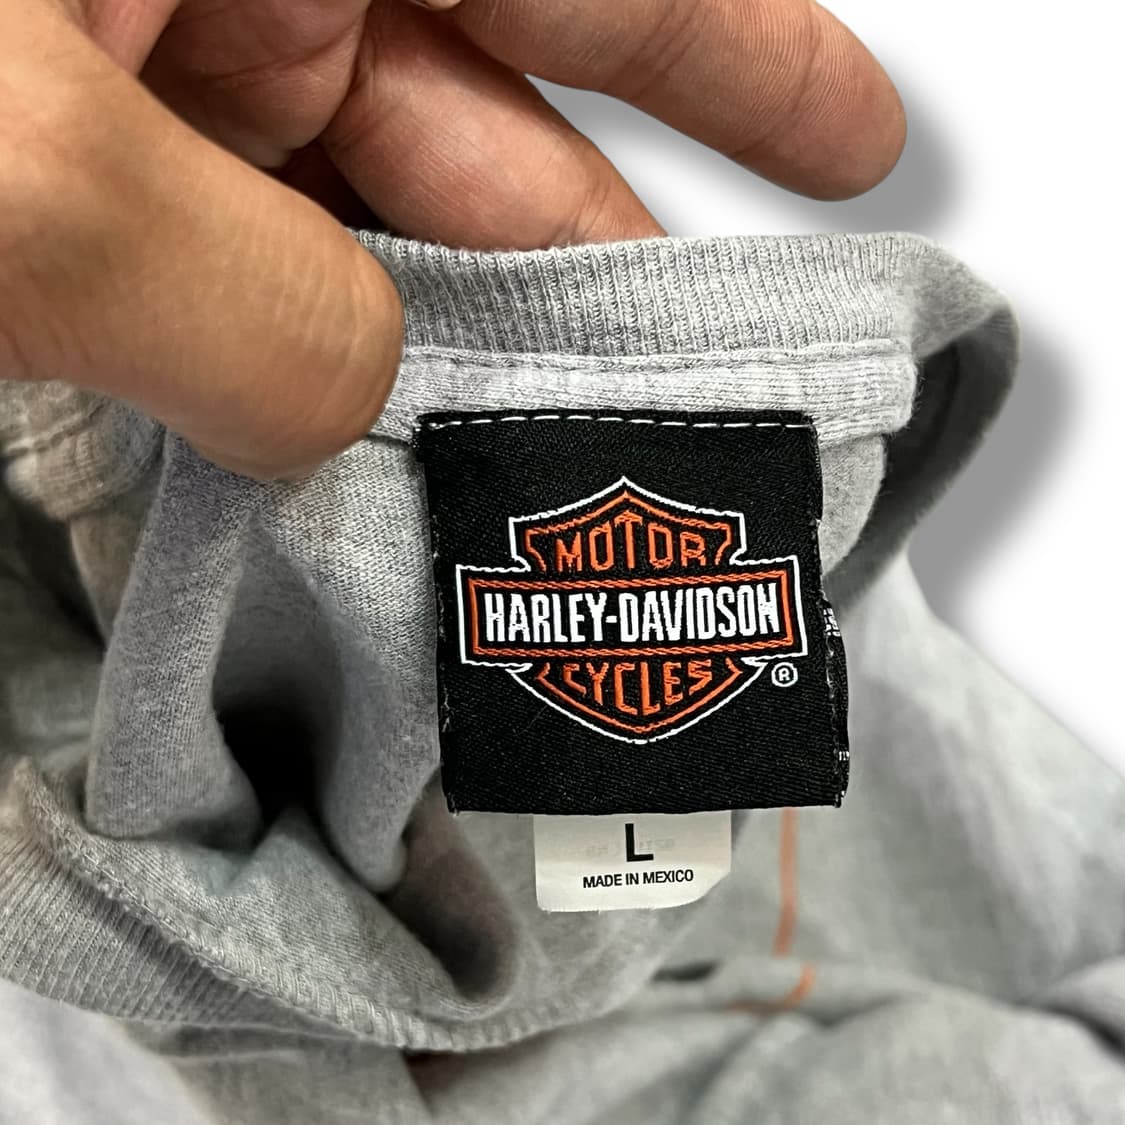 MOTOR
HARLEY-DAVIDSON
CYCLES
®
L
MADE IN MEXICO